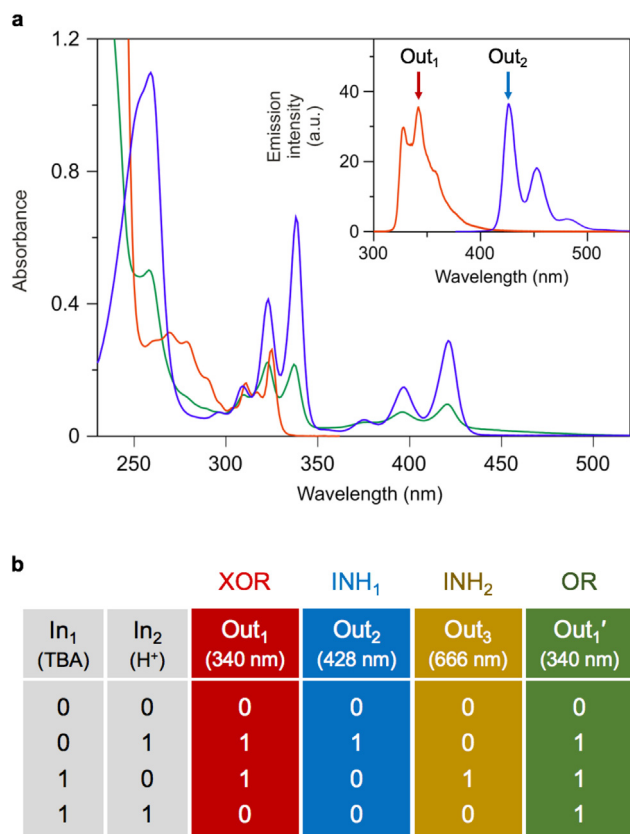 a
1.2
0.8
0.4
0
Absorbance
250
300
350
400
450
500
Wavelength (nm)
Out1
Out2
Emission
intensity
(a.u.)
40
20
0
300
400
500
Wavelength (nm)
b
XOR
INH1
INH2
OR
In1 In2 Out1 Out2 Out3 Out1′
(TBA) (H+) (340 nm) (428 nm) (666 nm) (340 nm)
0 0 0 0 0 0
0 1 1 1 0 1
1 0 1 0 1 1
1 1 0 0 0 1